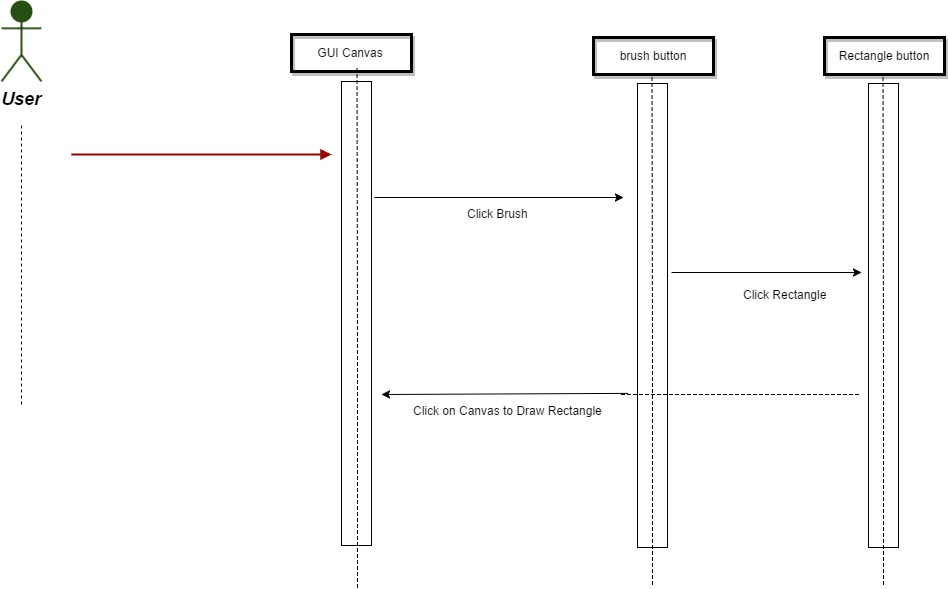 GUI Canvas
brush button
Rectangle button
User
Click Brush
Click Rectangle
Click on Canvas to Draw Rectangle